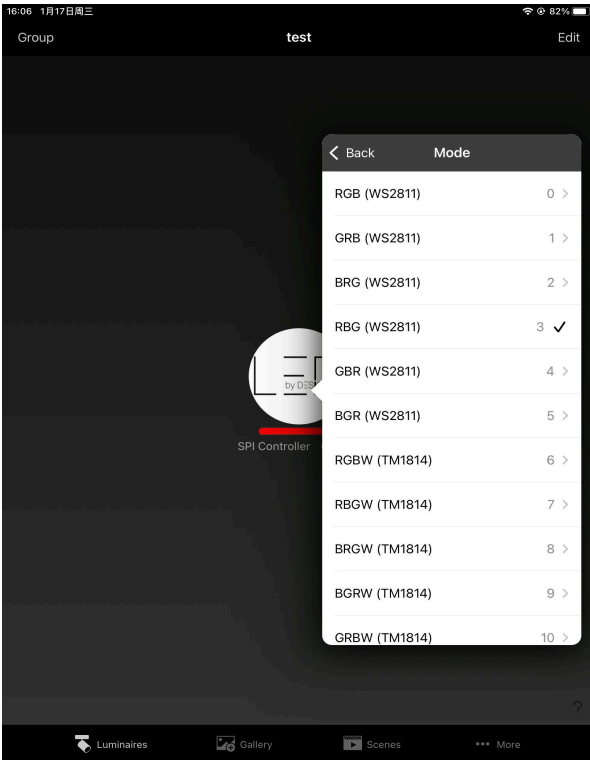 16:06 1月17日周三
82%
Group
test
Edit
Back
Mode
RGB (WS2811) 0
GRB (WS2811) 1
BRG (WS2811) 2
RBG (WS2811) 3
GBR (WS2811) 4
BGR (WS2811) 5
RGBW (TM1814) 6
RBGW (TM1814) 7
BRGW (TM1814) 8
BGRW (TM1814) 9
GRBW (TM1814) 10
by
SPI Controller
?
Luminaires
Gallery
Scenes
More